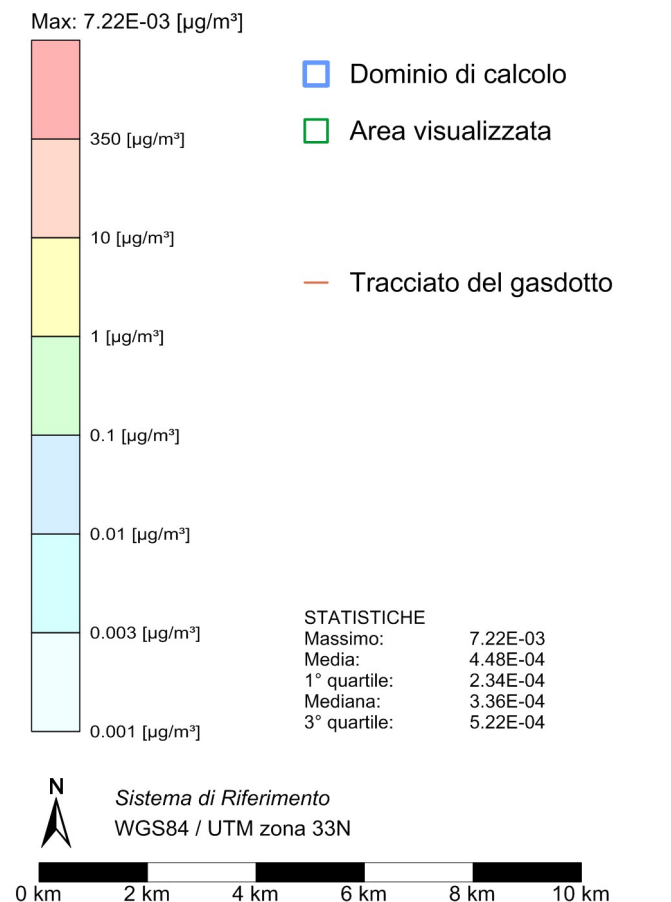 Max: 7.22E-03 [µg/m³]
Dominio di calcolo
Area visualizzata
350 [µg/m³]
10 [µg/m³]
Tracciato del gasdotto
1 [µg/m³]
0.1 [µg/m³]
0.01 [µg/m³]
0.003 [µg/m³]
0.001 [µg/m³]
STATISTICHE
Massimo: 7.22E-03
Media: 4.48E-04
1° quartile: 2.34E-04
Mediana: 3.36E-04
3° quartile: 5.22E-04
N
Sistema di Riferimento
WGS84 / UTM zona 33N
0 km 2 km 4 km 6 km 8 km 10 km